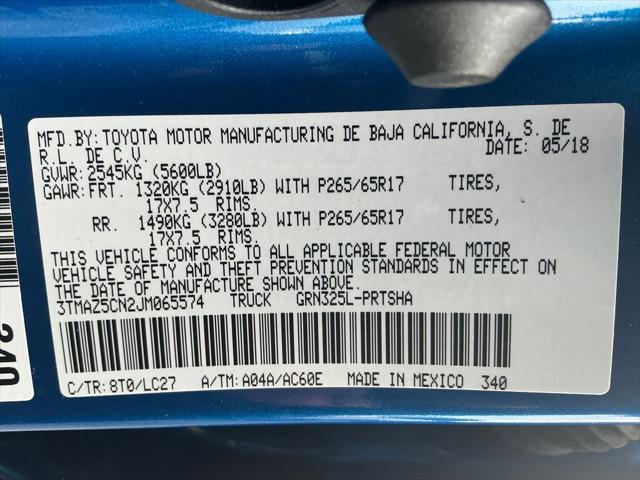 MFD.BY:TOYOTA MOTOR MANUFACTURING DE BAJA CALIFORNIA, S. DE
R.L. DE C.V. DATE: 05/18
GVWR:2545KG (5600LB)
GAWR:FRT. 1320KG (2910LB) WITH P265/65R17 TIRES,
17X7.5 RIMS.
RR. 1490KG (3280LB) WITH P265/65R17 TIRES,
17X7.5 RIMS.
THIS VEHICLE CONFORMS TO ALL APPLICABLE FEDERAL MOTOR
VEHICLE SAFETY AND THEFT PREVENTION STANDARDS IN EFFECT ON
THE DATE OF MANUFACTURE SHOWN ABOVE.
3TMAZ5CN2JM065574 TRUCK GRN325L-PRTSHA
C/TR:8T0/LC27 A/TM:A04A/AC60E MADE IN MEXICO 340